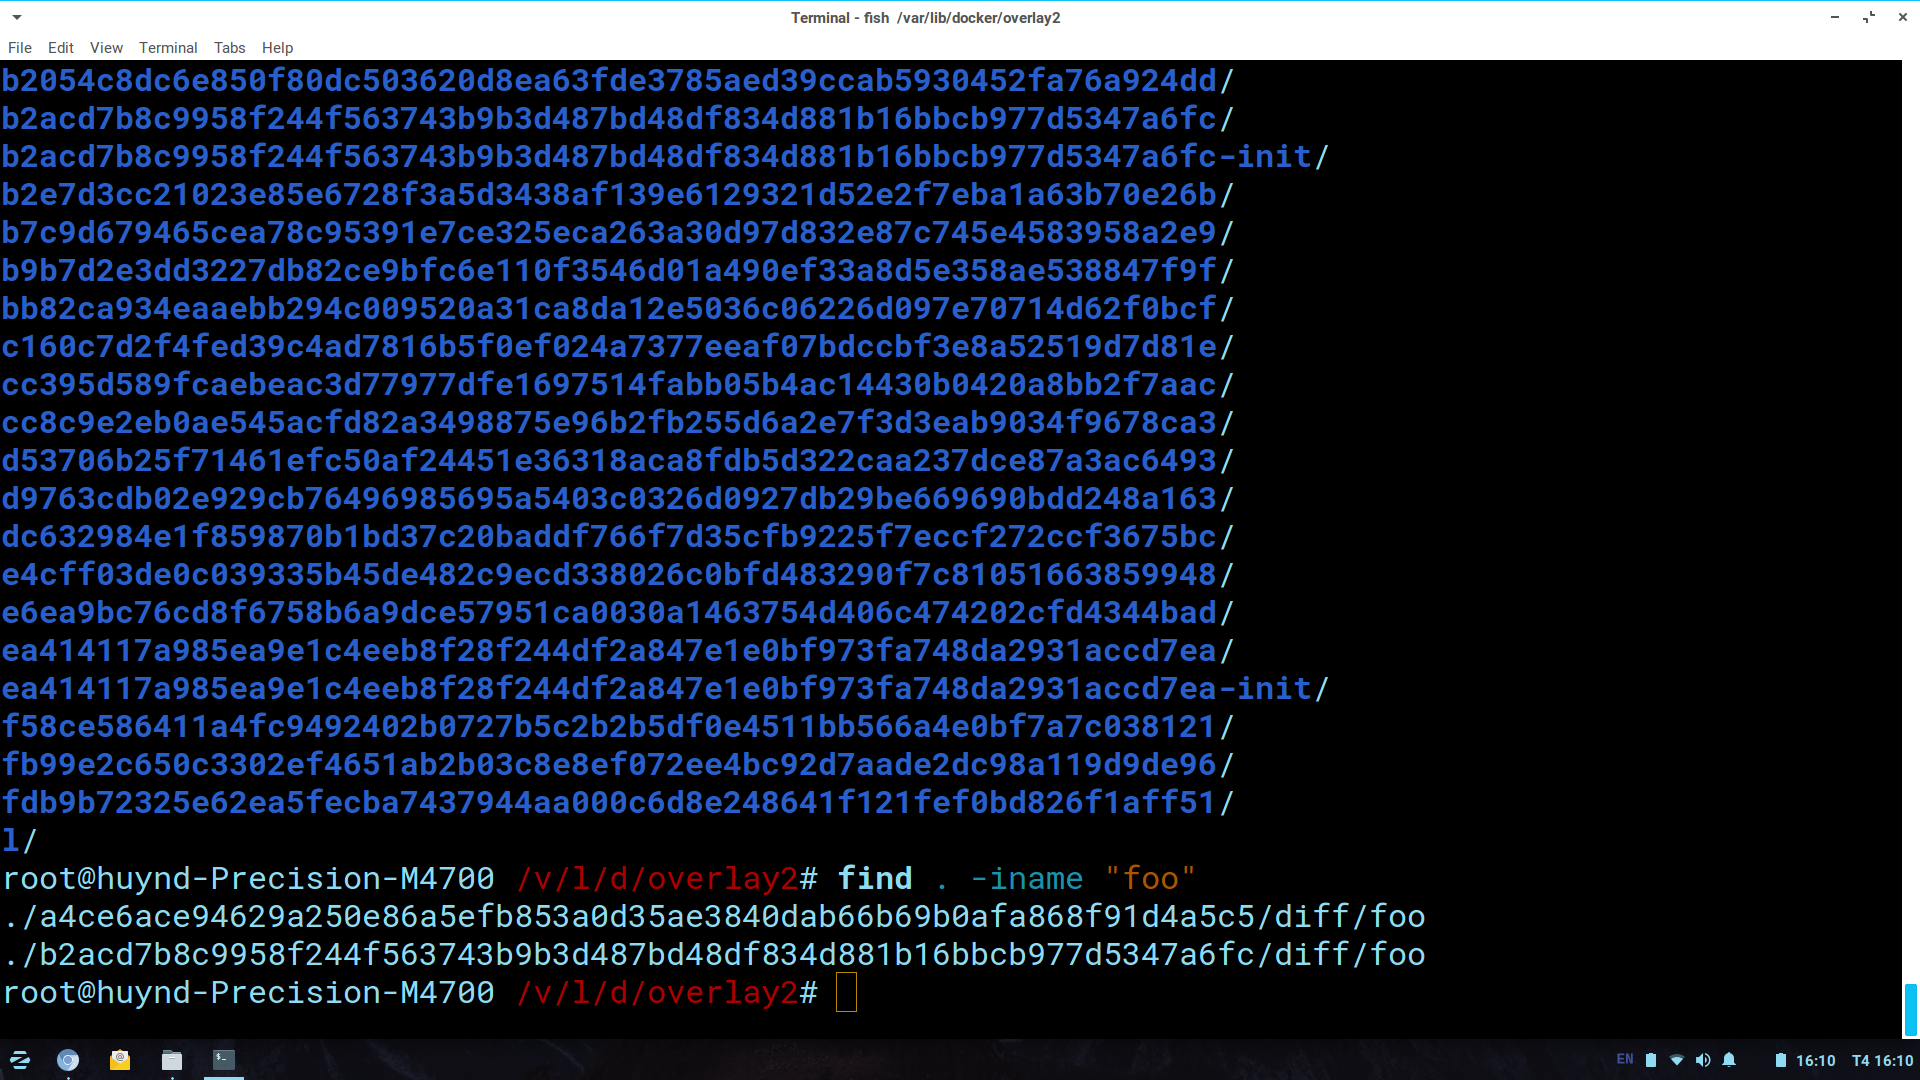 Terminal - fish /var/lib/docker/overlay2
File Edit View Terminal Tabs Help
b2054c8dc6e850f80dc503620d8ea63fde3785aed39ccab5930452fa76a924dd/
b2acd7b8c9958f244f563743b9b3d487bd48df834d881b16bbcb977d5347a6fc/
b2acd7b8c9958f244f563743b9b3d487bd48df834d881b16bbcb977d5347a6fc-init/
b2e7d3cc21023e85e6728f3a5d3438af139e6129321d52e2f7eba1a63b70e26b/
b7c9d679465cea78c95391e7ce325eca263a30d97d832e87c745e4583958a2e9/
b9b7d2e3dd3227db82ce9bfc6e110f3546d01a490ef33a8d5e358ae538847f9f/
bb82ca934eaaebb294c009520a31ca8da12e5036c06226d097e70714d62f0bcf/
c160c7d2f4fed39c4ad7816b5f0ef024a7377eeaf07bdccbf3e8a52519d7d81e/
cc395d589fcaebeac3d77977dfe1697514fabb05b4ac14430b0420a8bb2f7aac/
cc8c9e2eb0ae545acfd82a3498875e96b2fb255d6a2e7f3d3eab9034f9678ca3/
d53706b25f71461efc50af24451e36318aca8fdb5d322caa237dce87a3ac6493/
d9763cdb02e929cb76496985695a5403c0326d0927db29be669690bdd248a163/
dc632984e1f859870b1bd37c20baddf766f7d35cfb9225f7eccf272ccf3675bc/
e4cff03de0c039335b45de482c9ecd338026c0bfd483290f7c81051663859948/
e6ea9bc76cd8f6758b6a9dce57951ca0030a1463754d406c474202cfd4344bad/
ea414117a985ea9e1c4eeb8f28f244df2a847e1e0bf973fa748da2931accd7ea/
ea414117a985ea9e1c4eeb8f28f244df2a847e1e0bf973fa748da2931accd7ea-init/
f58ce586411a4fc9492402b0727b5c2b2b5df0e4511bb566a4e0bf7a7c038121/
fb99e2c650c3302ef4651ab2b03c8e8ef072ee4bc92d7aade2dc98a119d9de96/
fdb9b72325e62ea5fecba7437944aa000c6d8e248641f121fef0bd826f1aff51/
l/
root@huynd-Precision-M4700 /v/l/d/overlay2# find . -iname "foo"
./a4ce6ace94629a250e86a5efb853a0d35ae3840dab66b69b0afa868f91d4a5c5/diff/foo
./b2acd7b8c9958f244f563743b9b3d487bd48df834d881b16bbcb977d5347a6fc/diff/foo
root@huynd-Precision-M4700 /v/l/d/overlay2#
EN 16:10 T4 16:10